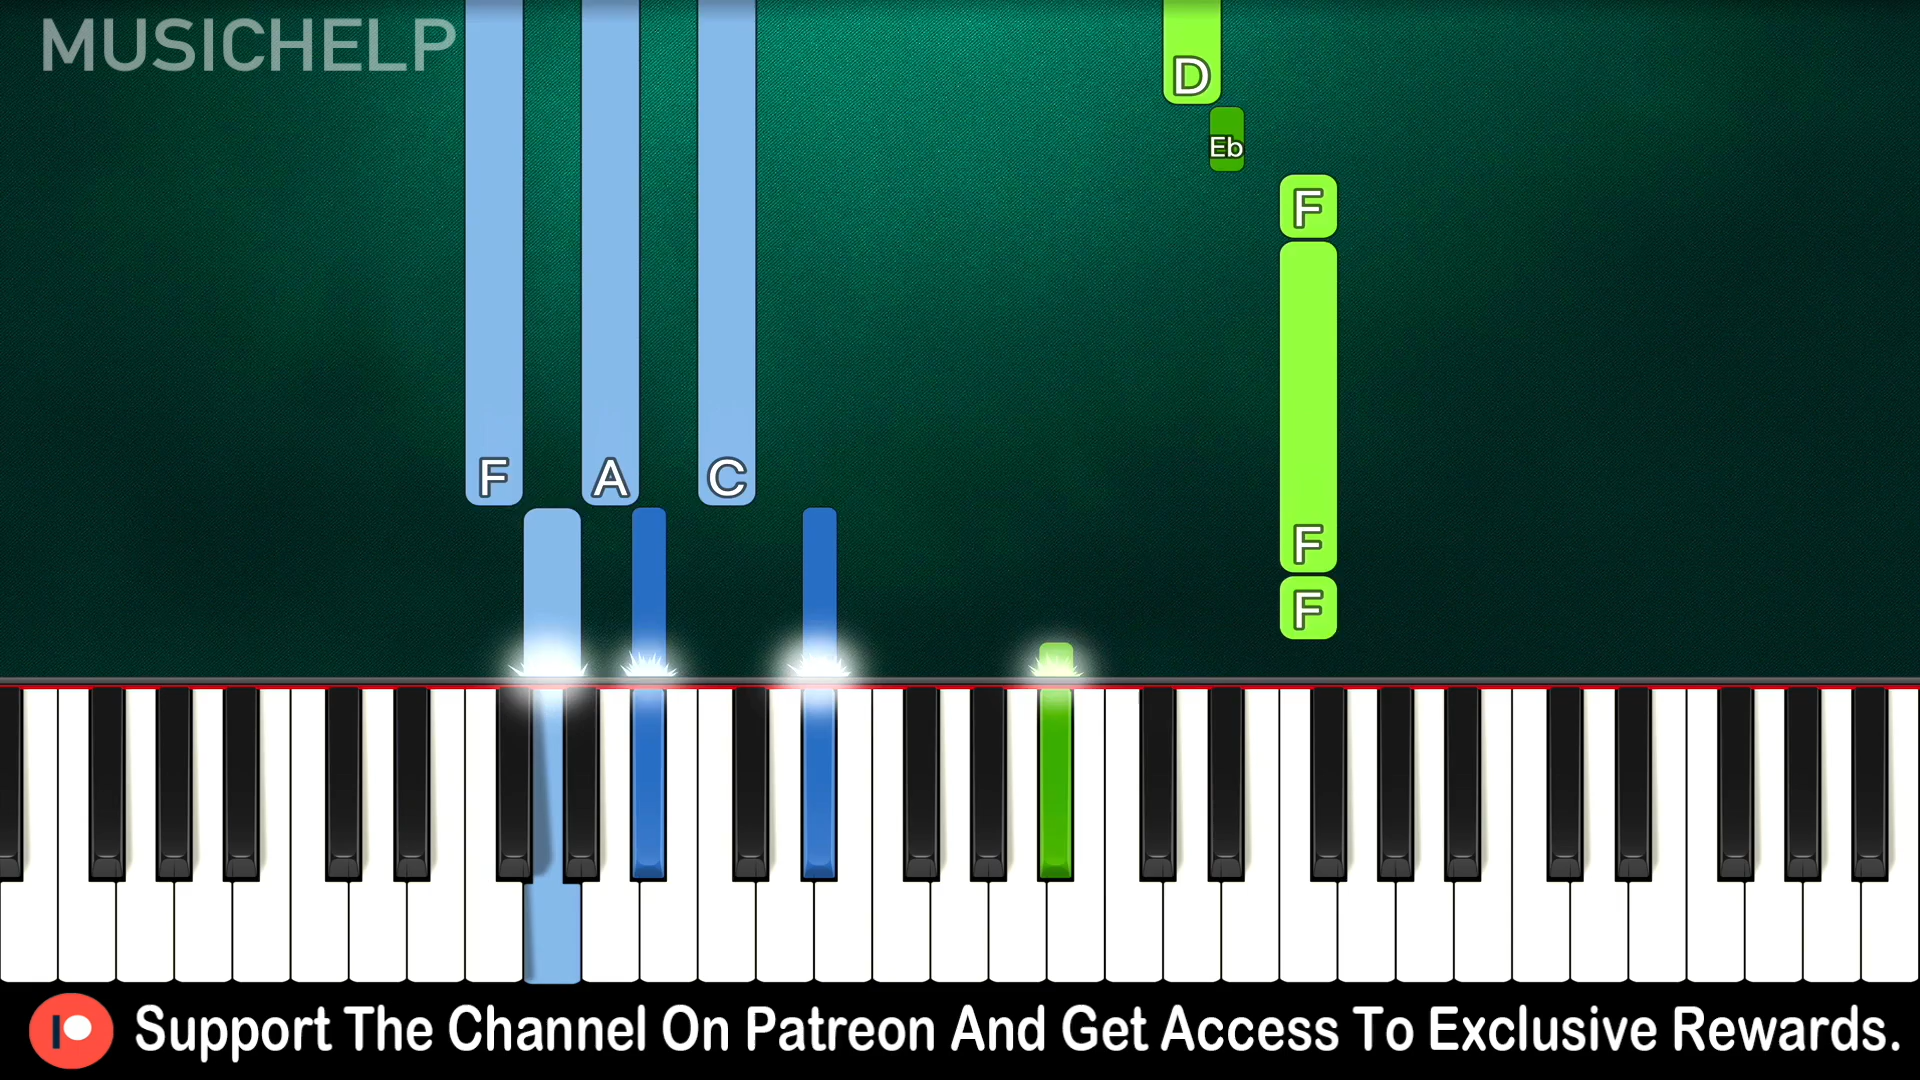 MUSICHELP
D
Eb
F
F A C
F
F
Support The Channel On Patreon And Get Access To Exclusive Rewards.